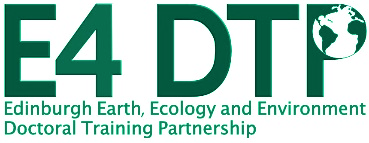 E4 DTP
Edinburgh Earth, Ecology and Environment
Doctoral Training Partnership